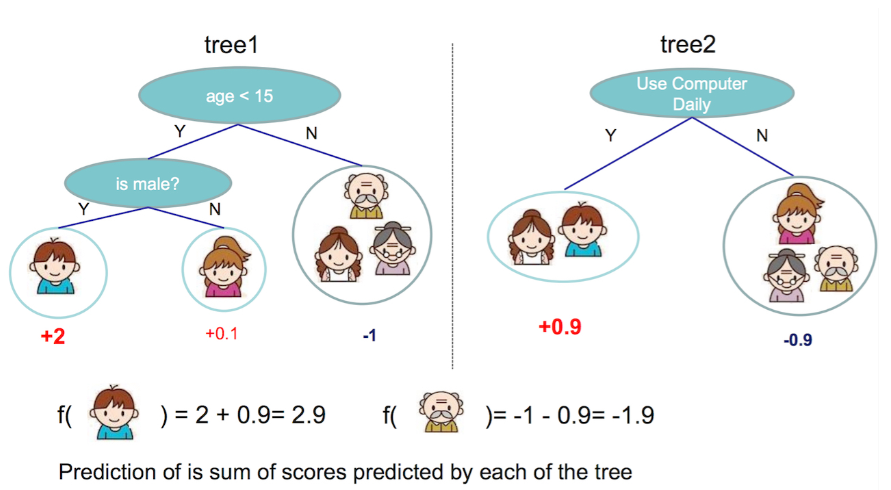 tree1
tree2
age < 15
Use Computer
Daily
Y
N
Y
N
is male?
Y
N
+2
+0.1
-1
+0.9
-0.9
f( ) = 2 + 0.9= 2.9
f( )= -1 - 0.9= -1.9
Prediction of is sum of scores predicted by each of the tree